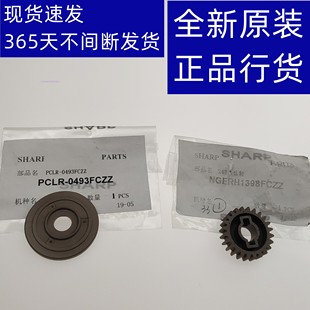 现货速发
365天不间断发货
全新原装
正品行货
SHARP PARTS
部品名: PCLR-0493FCZZ
PCLR-0493FCZZ
机种名
数量: 1 PCS
19-05
SHARP
NGERH1398FCZZ